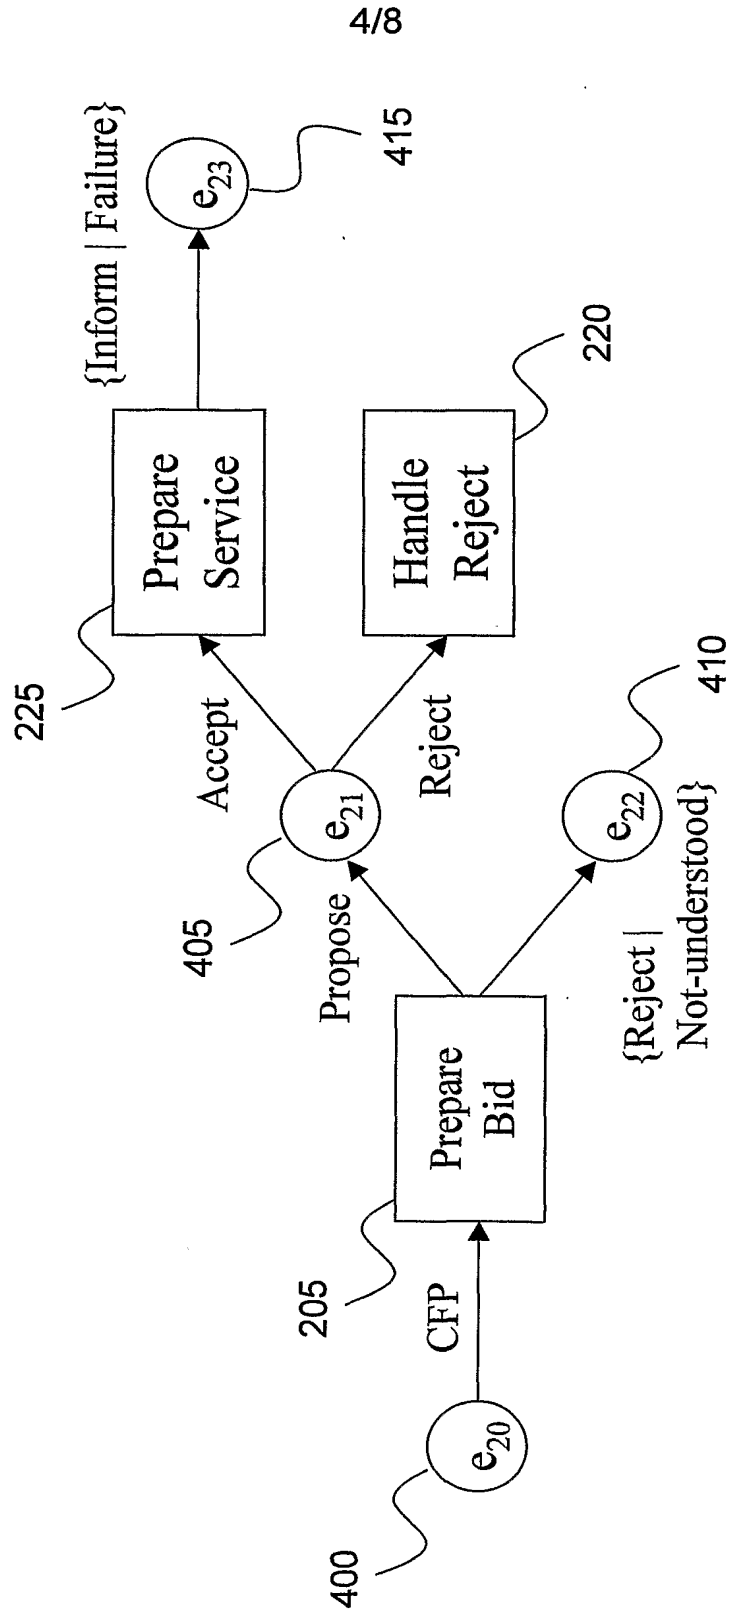 4/8
{Inform | Failure}
e23
415
225
Prepare
Service
Accept
Handle
Reject
220
405
e21
Reject
Propose
e22
410
{Reject |
Not-understood}
205
Prepare
Bid
CFP
400
e20